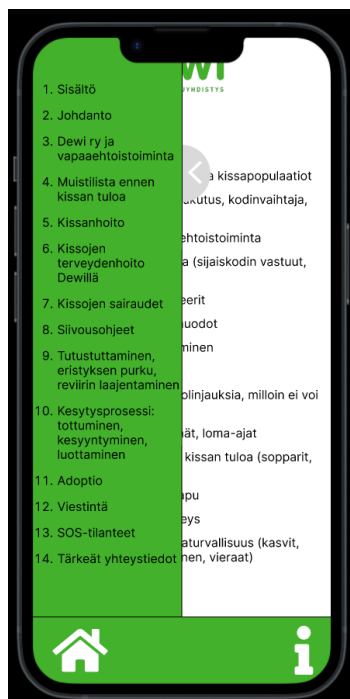 WI
YHDISTYS
1. Sisältö
2. Johdanto
3. Dewi ry ja
vapaaehtoistoiminta
4. Muistilista ennen
kissan tuloa
5. Kissanhoito
6. Kissojen
terveydenhoito
Dewillä
7. Kissojen sairaudet
8. Siivousohjeet
9. Tutustuttaminen,
eristyksen purku,
reviirin laajentaminen
10. Kesytysprosessi:
tottuminen,
kesyyntyminen,
luottaminen
11. Adoptio
12. Viestintä
13. SOS-tilanteet
14. Tärkeät yhteystiedot
a kissapopulaatiot
kutus, kodinvaihtaja,
ehtoistoiminta
a (sijaiskodin vastuut,
eerit
uodot
minen
olinjauksia, milloin ei voi
ät, loma-ajat
kissan tuloa (sopparit,
apu
eys
aturvallisuus (kasvit,
nen, vieraat)